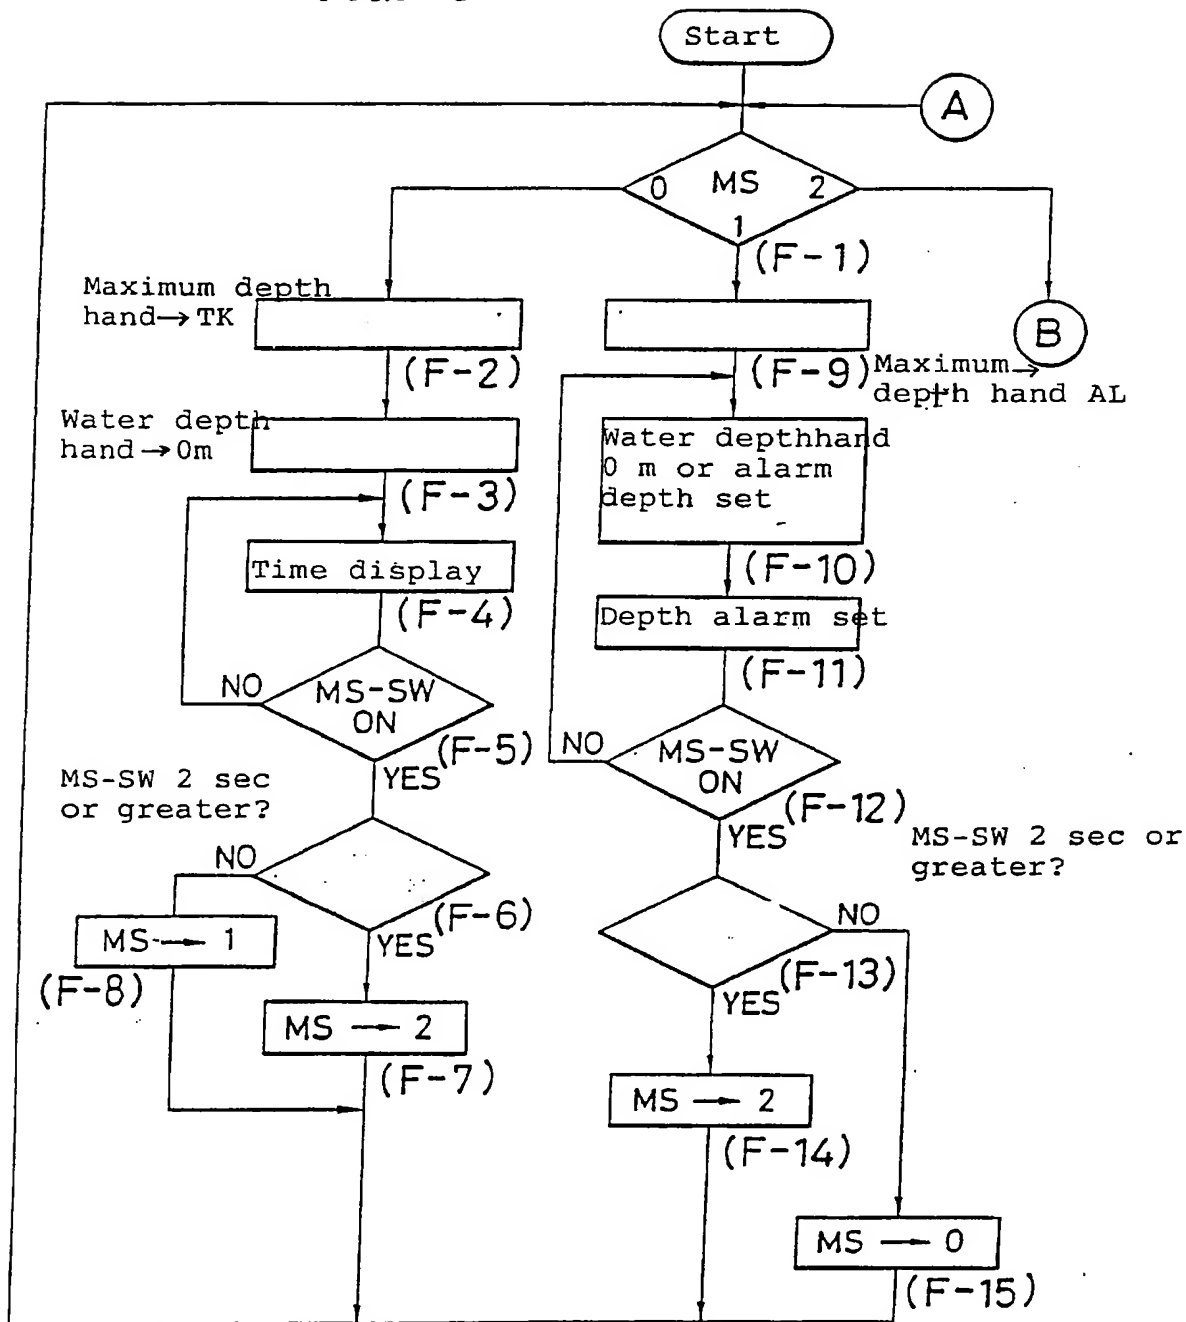 Start
A
0 MS 2
1
(F-1)
Maximum depth
hand→TK
(F-2)
B
(F-9)
Maximum→
depth hand AL
Water depth
hand→0m
(F-3)
Water depthhand
0 m or alarm
depth set
(F-10)
Time display
(F-4)
Depth alarm set
(F-11)
NO
MS-SW
ON
(F-5)
YES
NO
MS-SW
ON
(F-12)
YES
MS-SW 2 sec
or greater?
NO
(F-6)
YES
MS-SW 2 sec or
greater?
NO
(F-13)
YES
MS→1
(F-8)
MS→2
(F-7)
MS→2
(F-14)
MS→0
(F-15)